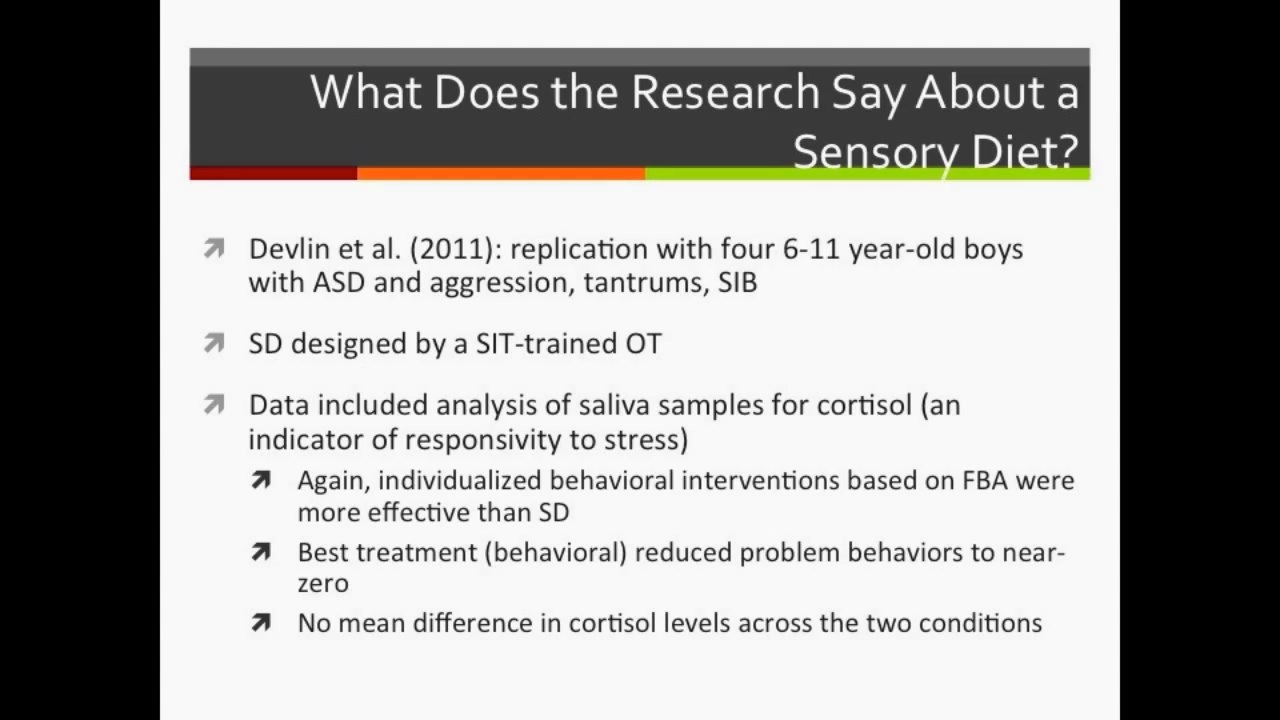 What Does the Research Say About a
Sensory Diet?
Devlin et al. (2011): replication with four 6-11 year-old boys
with ASD and aggression, tantrums, SIB
SD designed by a SIT-trained OT
Data included analysis of saliva samples for cortisol (an
indicator of responsivity to stress)
Again, individualized behavioral interventions based on FBA were
more effective than SD
Best treatment (behavioral) reduced problem behaviors to near-
zero
No mean difference in cortisol levels across the two conditions